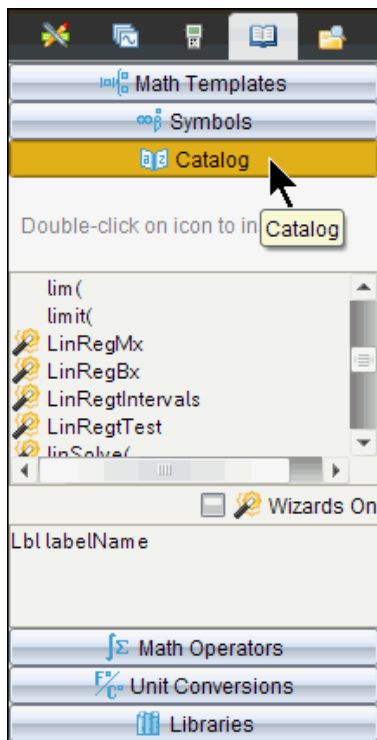 Math Templates
Symbols
Catalog
Double-click on icon to in
Catalog
lim(
limit(
LinRegMx
LinRegBx
LinRegtIntervals
LinRegtTest
linSolve(
Wizards On
Lbl labelName
Math Operators
Unit Conversions
Libraries